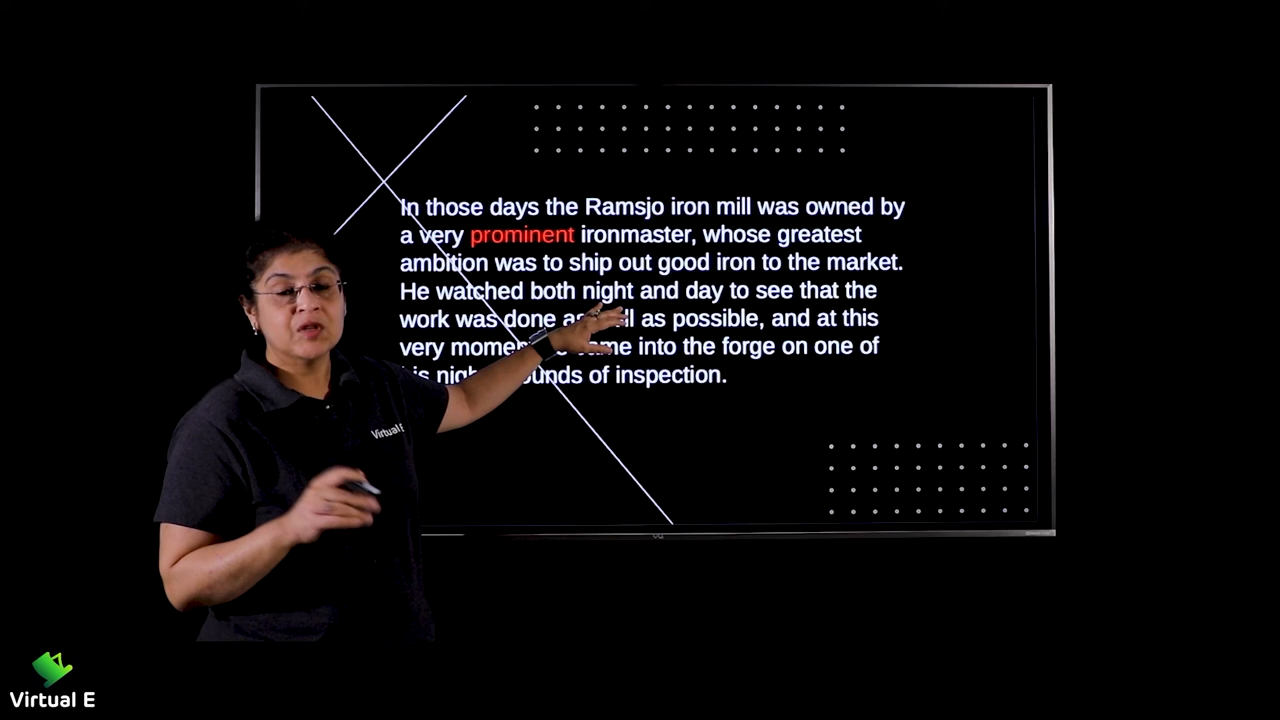 In those days the Ramsjo iron mill was owned by
a very prominent ironmaster, whose greatest
ambition was to ship out good iron to the market.
He watched both night and day to see that the
work was done as as possible, and at this
very came into the forge on one of
of inspection.
Virtual E
Virtual E